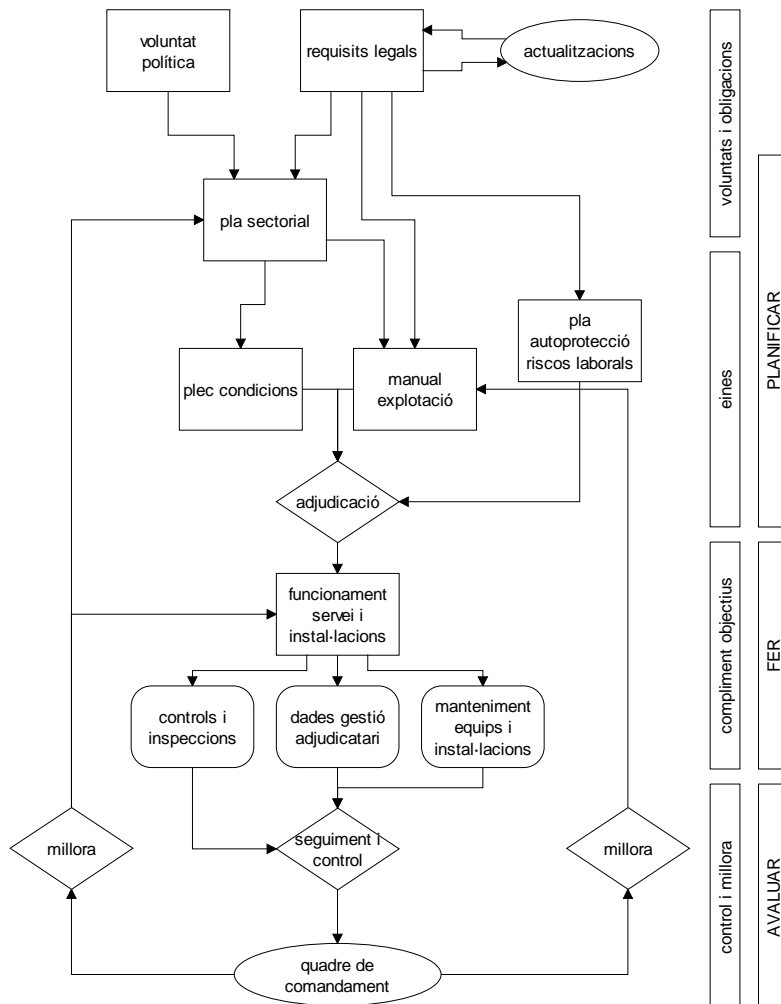 voluntat
política
requisits legals
actualitzacions
pla sectorial
pla
autoprotecció
riscos laborals
plec condicions
manual
explotació
adjudicació
funcionament
servei i
instal·lacions
controls i
inspeccions
dades gestió
adjudicatari
manteniment
equips i
instal·lacions
millora
seguiment i
control
millora
quadre de
comandament
voluntats i obligacions
eines
compliment objectius
control i millora
PLANIFICAR
FER
AVALUAR